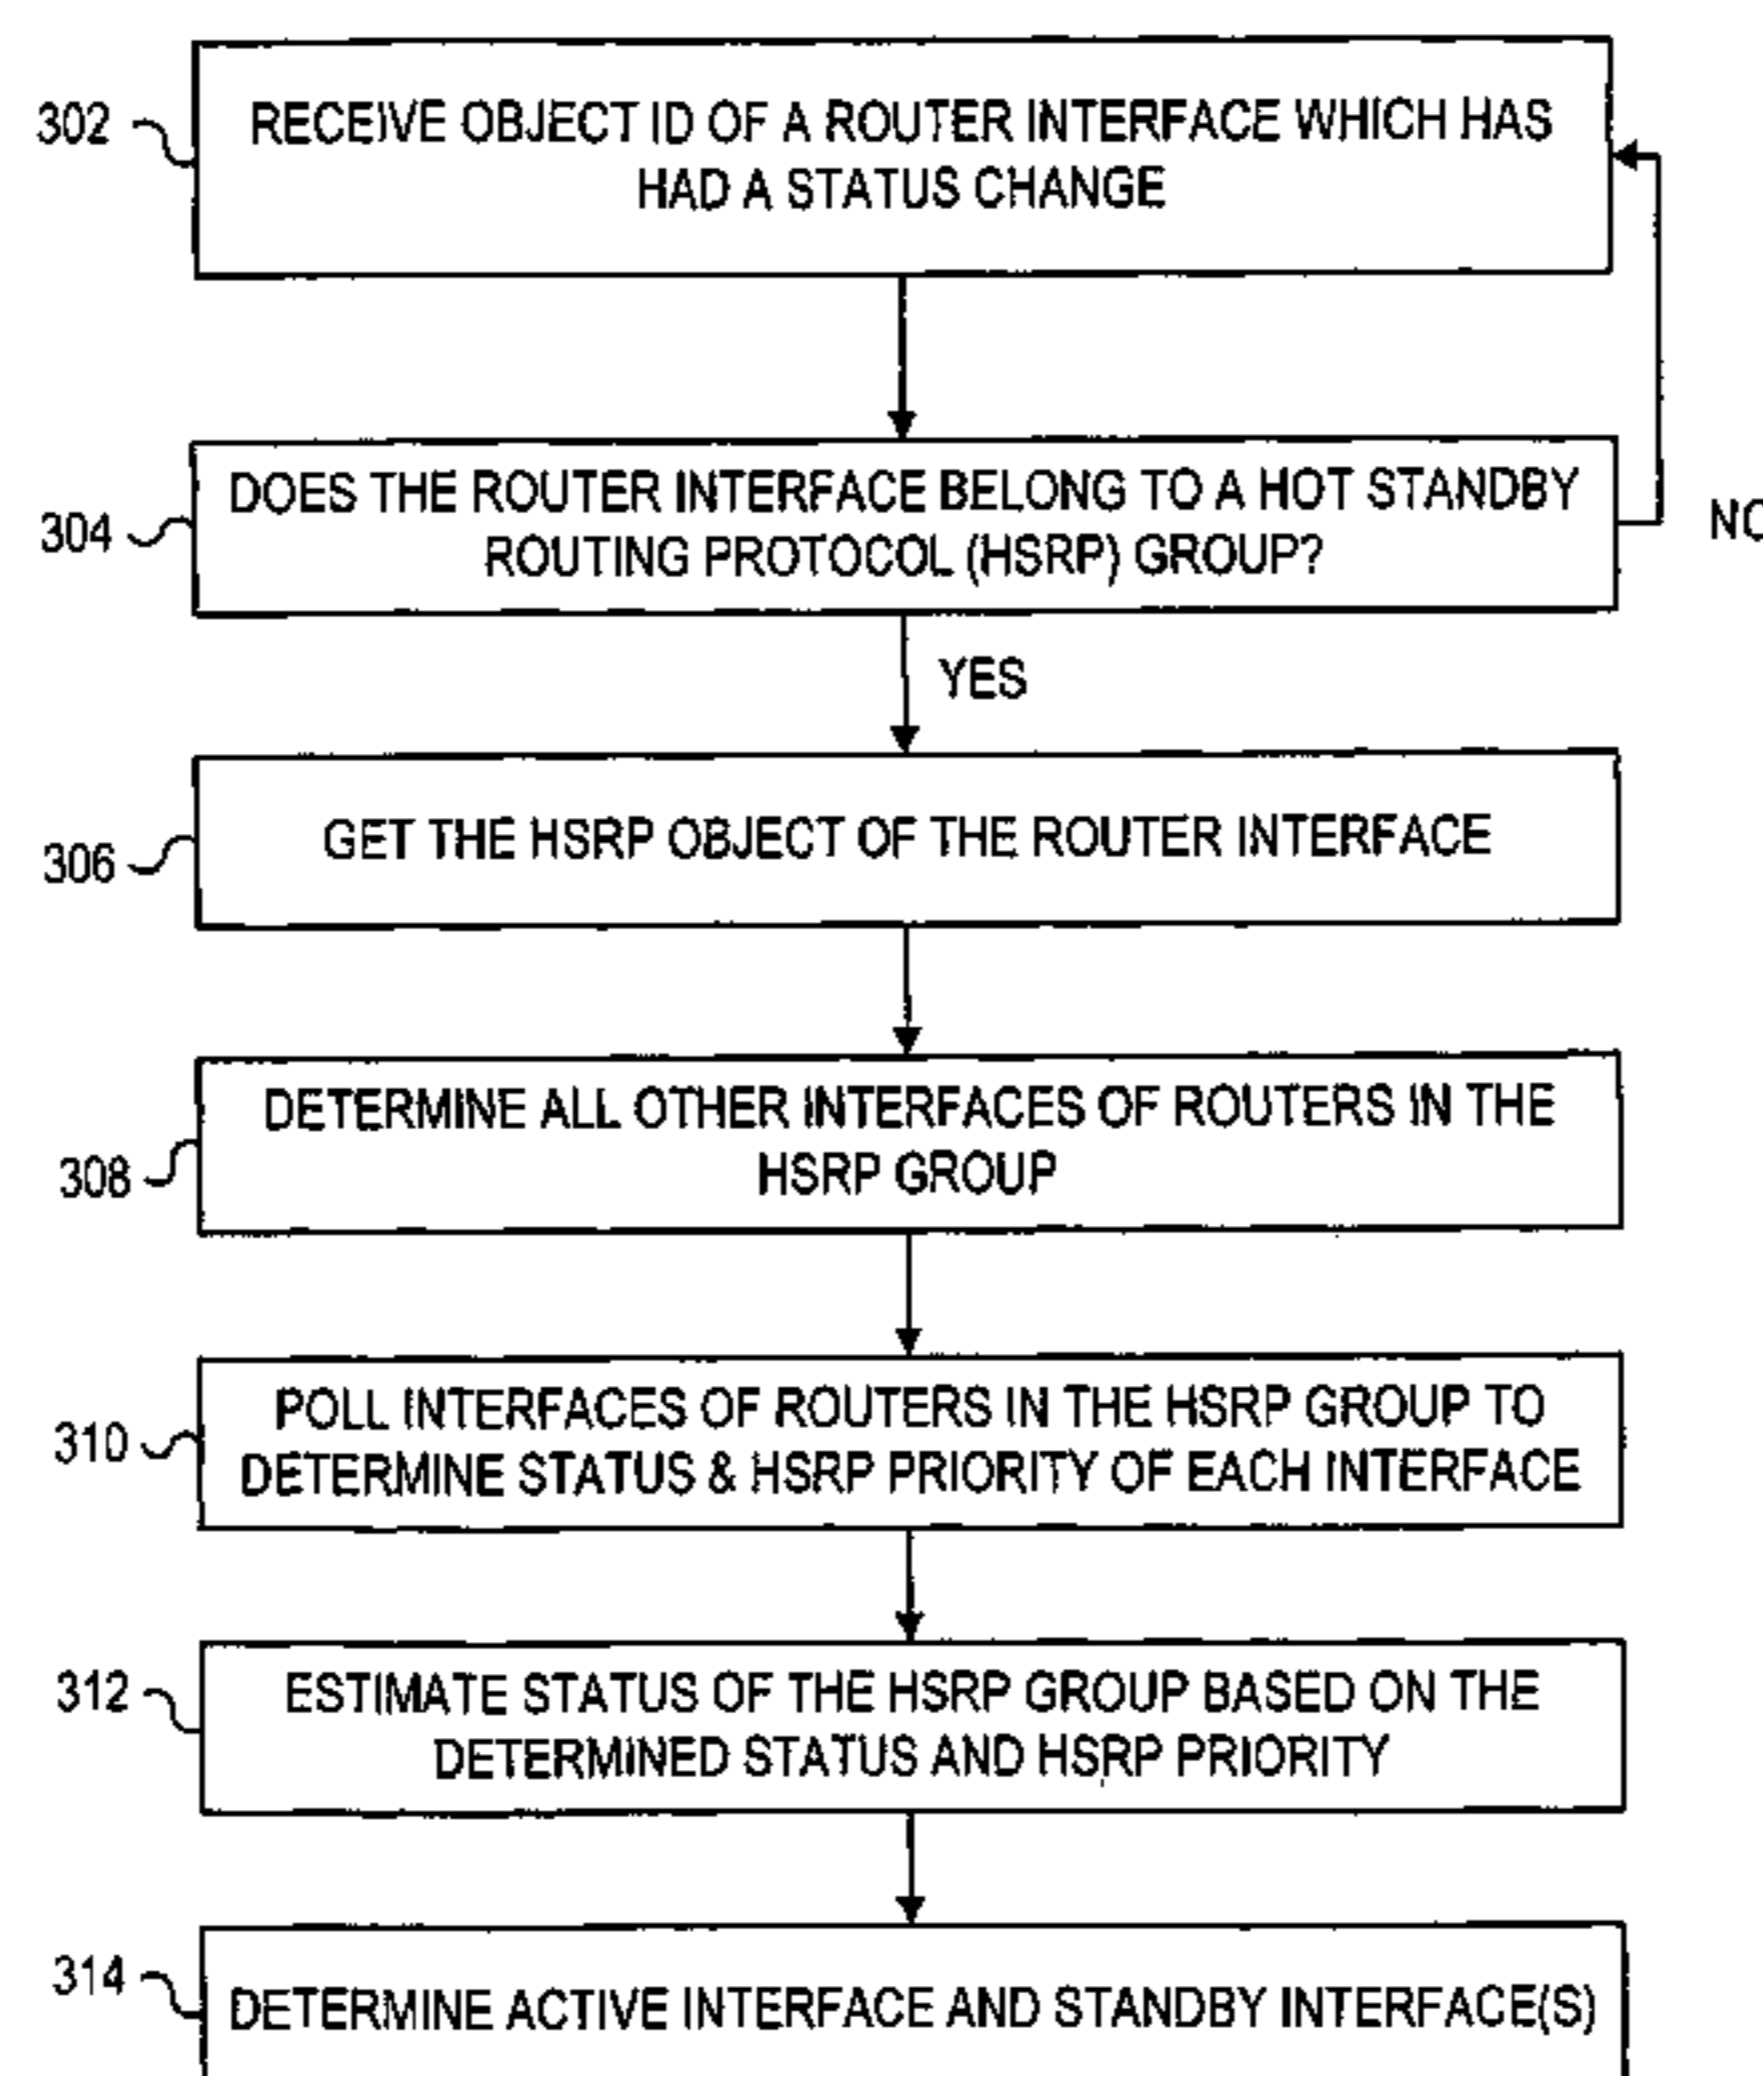 302
RECEIVE OBJECT ID OF A ROUTER INTERFACE WHICH HAS
HAD A STATUS CHANGE
304
DOES THE ROUTER INTERFACE BELONG TO A HOT STANDBY
ROUTING PROTOCOL (HSRP) GROUP?
NO
YES
306
GET THE HSRP OBJECT OF THE ROUTER INTERFACE
308
DETERMINE ALL OTHER INTERFACES OF ROUTERS IN THE
HSRP GROUP
310
POLL INTERFACES OF ROUTERS IN THE HSRP GROUP TO
DETERMINE STATUS & HSRP PRIORITY OF EACH INTERFACE
312
ESTIMATE STATUS OF THE HSRP GROUP BASED ON THE
DETERMINED STATUS AND HSRP PRIORITY
314
DETERMINE ACTIVE INTERFACE AND STANDBY INTERFACE(S)